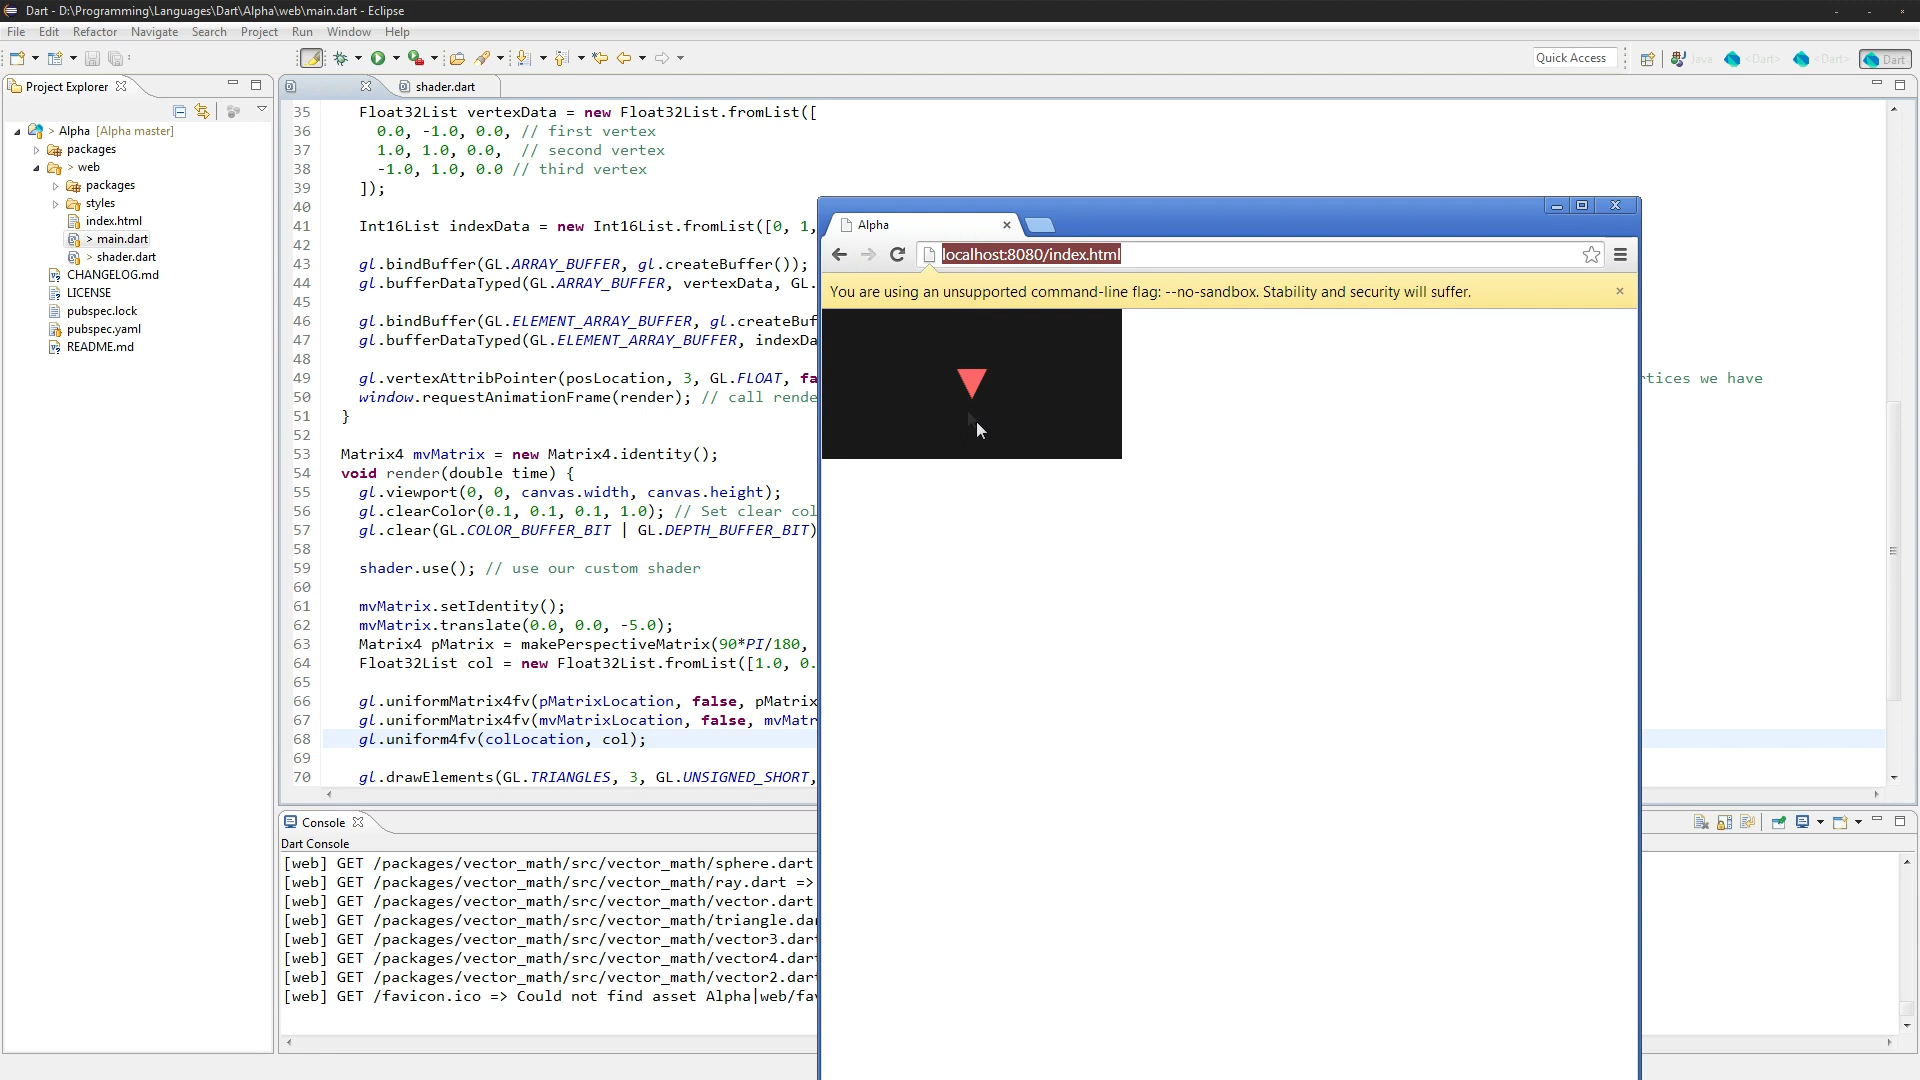 Dart - D:\Programming\Languages\Dart\Alpha\web\main.dart - Eclipse
File Edit Refactor Navigate Search Project Run Window Help
Quick Access
Java
<Dart>
<Dart>
Dart
Project Explorer
> Alpha [Alpha master]
packages
> web
packages
styles
index.html
> main.dart
> shader.dart
CHANGELOG.md
LICENSE
pubspec.lock
pubspec.yaml
README.md
shader.dart
35 Float32List vertexData = new Float32List.fromList([
36 0.0, -1.0, 0.0, // first vertex
37 1.0, 1.0, 0.0, // second vertex
38 -1.0, 1.0, 0.0 // third vertex
39 ]);
40
41 Int16List indexData = new Int16List.fromList([0, 1,
42
43 gl.bindBuffer(GL.ARRAY_BUFFER, gl.createBuffer());
44 gl.bufferDataTyped(GL.ARRAY_BUFFER, vertexData, GL.
45
46 gl.bindBuffer(GL.ELEMENT_ARRAY_BUFFER, gl.createBuf
47 gl.bufferDataTyped(GL.ELEMENT_ARRAY_BUFFER, indexDa
48
49 gl.vertexAttribPointer(posLocation, 3, GL.FLOAT, fa
rtices we have
50 window.requestAnimationFrame(render); // call rende
51 }
52
53 Matrix4 mvMatrix = new Matrix4.identity();
54 void render(double time) {
55 gl.viewport(0, 0, canvas.width, canvas.height);
56 gl.clearColor(0.1, 0.1, 0.1, 1.0); // Set clear col
57 gl.clear(GL.COLOR_BUFFER_BIT | GL.DEPTH_BUFFER_BIT)
58
59 shader.use(); // use our custom shader
60
61 mvMatrix.setIdentity();
62 mvMatrix.translate(0.0, 0.0, -5.0);
63 Matrix4 pMatrix = makePerspectiveMatrix(90*PI/180,
64 Float32List col = new Float32List.fromList([1.0, 0.
65
66 gl.uniformMatrix4fv(pMatrixLocation, false, pMatrix
67 gl.uniformMatrix4fv(mvMatrixLocation, false, mvMatr
68 gl.uniform4fv(colLocation, col);
69
70 gl.drawElements(GL.TRIANGLES, 3, GL.UNSIGNED_SHORT,
Alpha
localhost:8080/index.html
You are using an unsupported command-line flag: --no-sandbox. Stability and security will suffer.
Console
Dart Console
[web] GET /packages/vector_math/src/vector_math/sphere.dart
[web] GET /packages/vector_math/src/vector_math/ray.dart =>
[web] GET /packages/vector_math/src/vector_math/vector.dart
[web] GET /packages/vector_math/src/vector_math/triangle.dar
[web] GET /packages/vector_math/src/vector_math/vector3.dart
[web] GET /packages/vector_math/src/vector_math/vector4.dart
[web] GET /packages/vector_math/src/vector_math/vector2.dart
[web] GET /favicon.ico => Could not find asset Alpha|web/fav